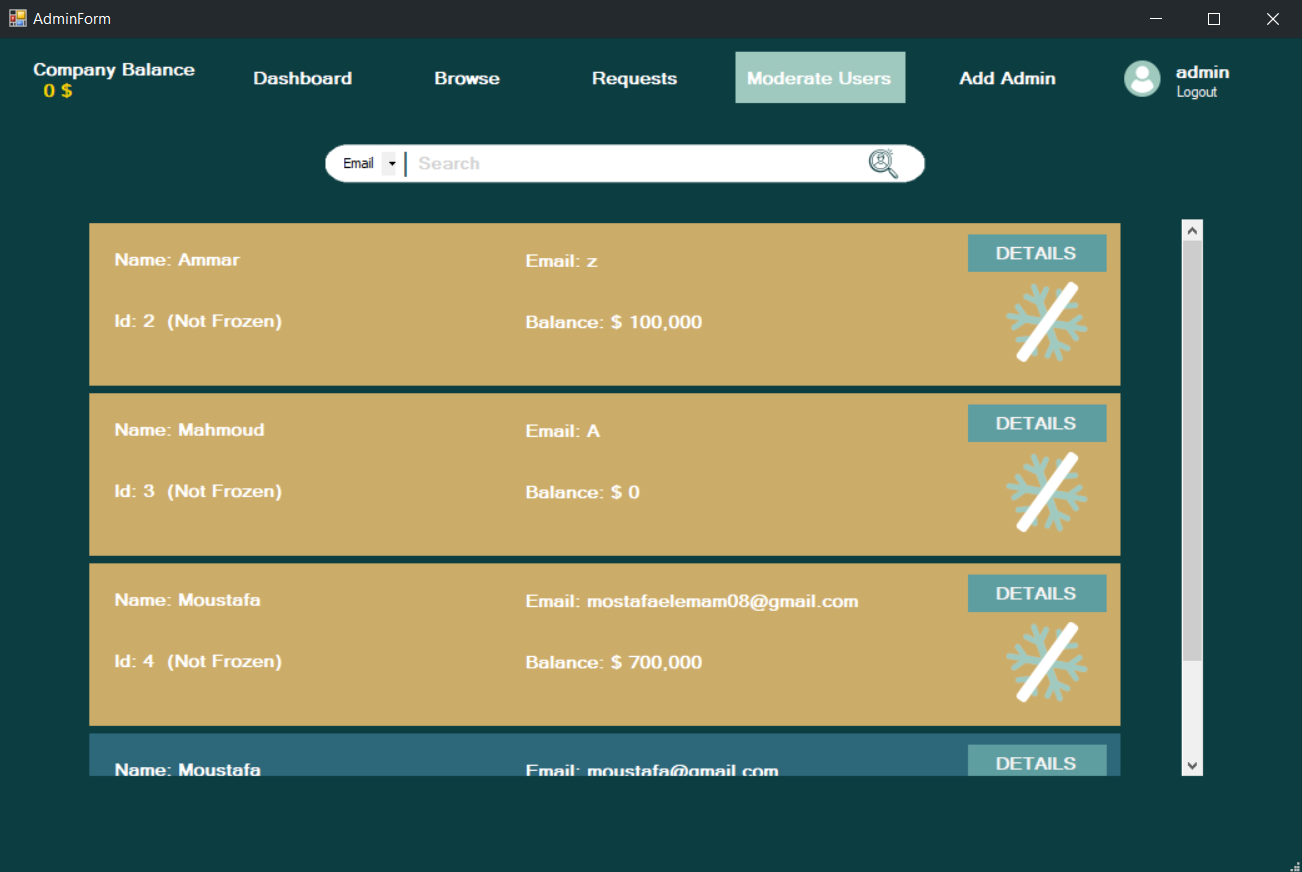 AdminForm
Company Balance
0 $
Dashboard
Browse
Requests
Moderate Users
Add Admin
admin
Logout
Email
Search
Name: Ammar
Email: z
DETAILS
Id: 2 (Not Frozen)
Balance: $ 100,000
Name: Mahmoud
Email: A
DETAILS
Id: 3 (Not Frozen)
Balance: $ 0
Name: Moustafa
Email: mostafaelemam08@gmail.com
DETAILS
Id: 4 (Not Frozen)
Balance: $ 700,000
Name: Moustafa
Email: moustafa@gmail.com
DETAILS